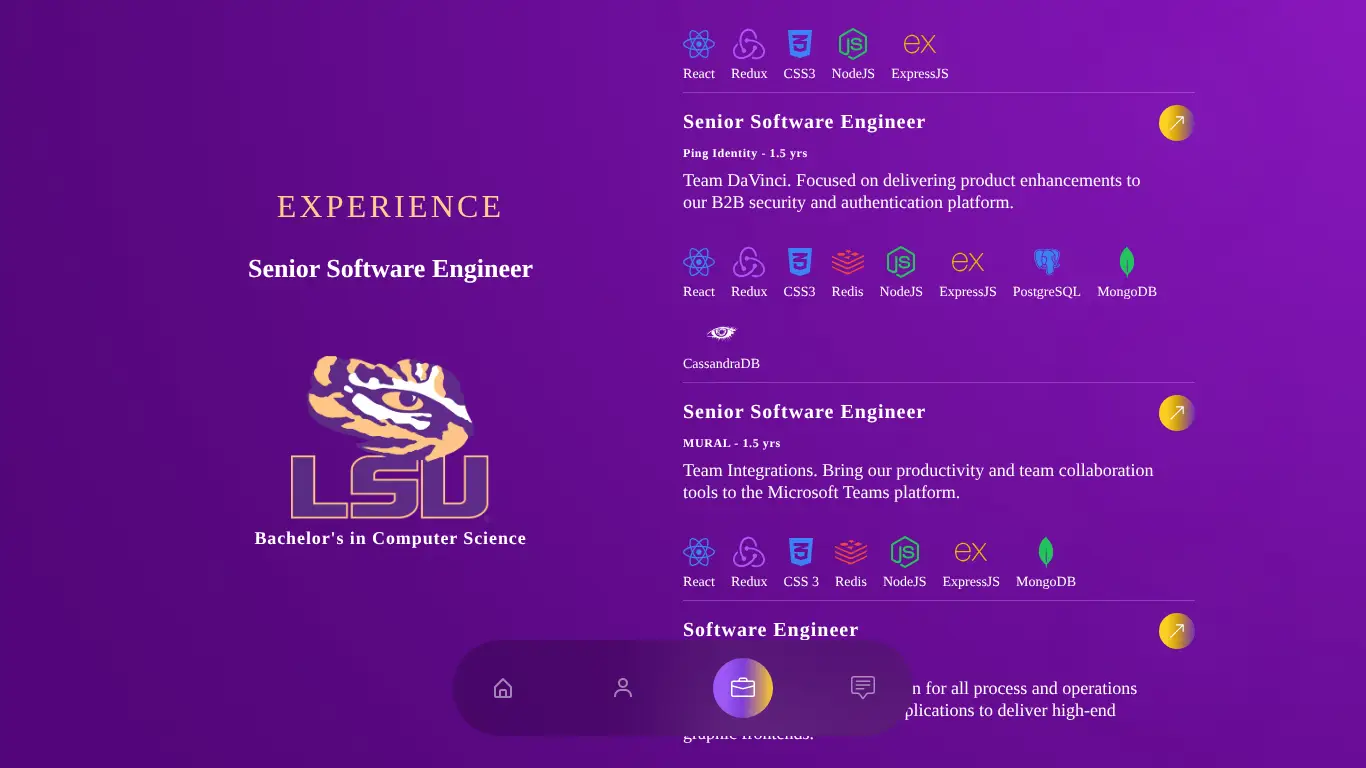 EXPERIENCE
Senior Software Engineer
LSU
Bachelor's in Computer Science
React Redux CSS3 NodeJS ExpressJS
Senior Software Engineer
Ping Identity - 1.5 yrs
Team DaVinci. Focused on delivering product enhancements to
our B2B security and authentication platform.
React Redux CSS3 Redis NodeJS ExpressJS PostgreSQL MongoDB
CassandraDB
Senior Software Engineer
MURAL - 1.5 yrs
Team Integrations. Bring our productivity and team collaboration
tools to the Microsoft Teams platform.
React Redux CSS 3 Redis NodeJS ExpressJS MongoDB
Software Engineer
for all process and operations
to deliver high-end
graphic frontends.